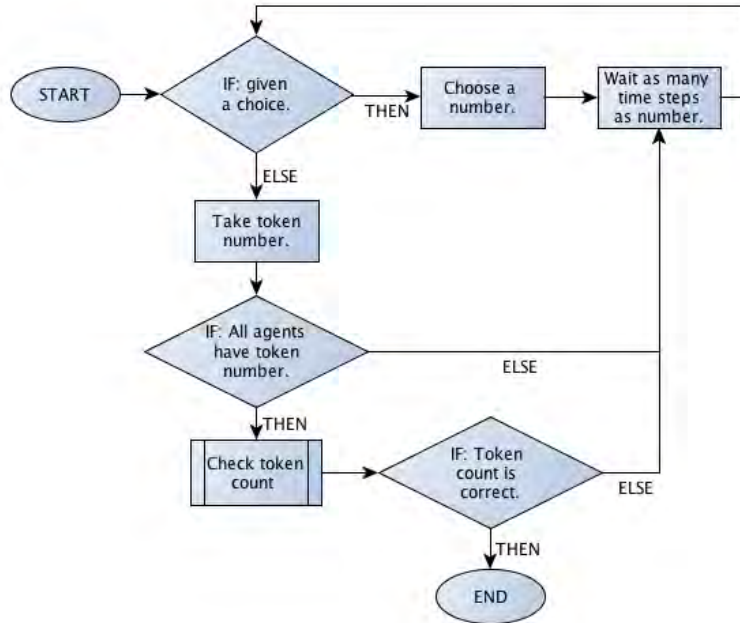 START
IF: given
a choice.
THEN
Choose a
number.
Wait as many
time steps
as number.
ELSE
Take token
number.
IF: All agents
have token
number.
ELSE
THEN
Check token
count
IF: Token
count is
correct.
ELSE
THEN
END